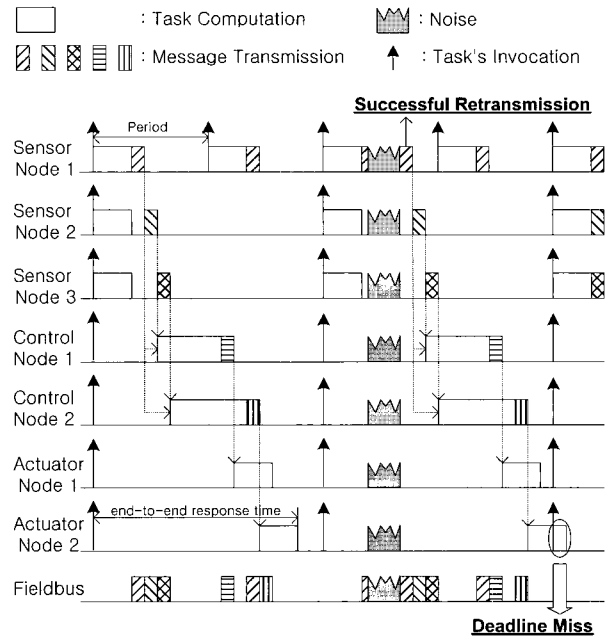 : Task Computation
: Noise
: Message Transmission
: Task's Invocation
Successful Retransmission
Period
Sensor
Node 1
Sensor
Node 2
Sensor
Node 3
Control
Node 1
Control
Node 2
Actuator
Node 1
end-to-end response time
Actuator
Node 2
Fieldbus
Deadline Miss